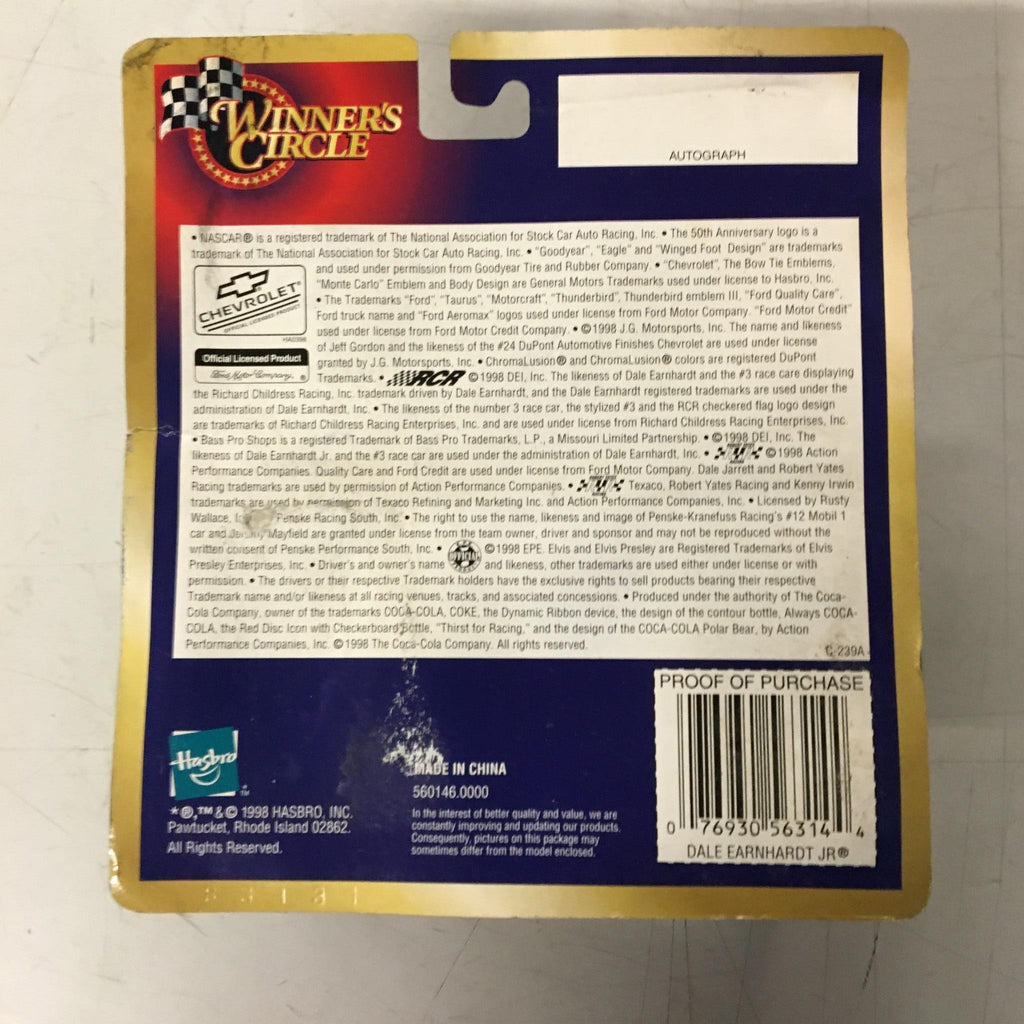 WINNER'S
CIRCLE
AUTOGRAPH
• NASCAR® is a registered trademark of The National Association for Stock Car Auto Racing, Inc. • The 50th Anniversary logo is a
trademark of The National Association for Stock Car Auto Racing, Inc. • "Goodyear", "Eagle" and "Winged Foot Design" are trademarks
and used under permission from Goodyear Tire and Rubber Company. • "Chevrolet", The Bow Tie Emblems,
"Monte Carlo" Emblem and Body Design are General Motors Trademarks used under license to Hasbro, Inc.
• The Trademarks "Ford", "Taurus", "Motorcraft", "Thunderbird", Thunderbird emblem III, "Ford Quality Care",
Ford truck name and "Ford Aeromax" logos used under license from Ford Motor Company. "Ford Motor Credit"
used under license from Ford Motor Credit Company. • ©1998 J.G. Motorsports, Inc. The name and likeness
of Jeff Gordon and the likeness of the #24 DuPont Automotive Finishes Chevrolet are used under license
granted by J.G. Motorsports, Inc. • ChromaLusion® and ChromaLusion® colors are registered DuPont
Trademarks. • RCR ©1998 DEI, Inc. The likeness of Dale Earnhardt and the #3 race care displaying
CHEVROLET
OFFICIAL LICENSED PRODUCT
HA0398
Official Licensed Product
Ford Motor Company, ®
the Richard Childress Racing, Inc. trademark driven by Dale Earnhardt, and the Dale Earnhardt registered trademarks are used under the
administration of Dale Earnhardt, Inc. • The likeness of the number 3 race car, the stylized #3 and the RCR checkered flag logo design
are trademarks of Richard Childress Racing Enterprises, Inc. and are used under license from Richard Childress Racing Enterprises, Inc.
• Bass Pro Shops is a registered Trademark of Bass Pro Trademarks, L.P., a Missouri Limited Partnership. • ©1998 DEI, Inc. The
likeness of Dale Earnhardt Jr. and the #3 race car are used under the administration of Dale Earnhardt, Inc. • ©1998 Action
Performance Companies. Quality Care and Ford Credit are used under license from Ford Motor Company. Dale Jarrett and Robert Yates
Racing trademarks are used by permission of Action Performance Companies. • Texaco, Robert Yates Racing and Kenny Irwin
trademarks are used by permission of Texaco Refining and Marketing Inc. and Action Performance Companies, Inc. • Licensed by Rusty
Wallace, Penske Racing South, Inc. • The right to use the name, likeness and image of Penske-Kranefuss Racing's #12 Mobil 1
car and Jeremy Mayfield are granted under license from the team owner, driver and sponsor and may not be reproduced without the
written consent of Penske Performance South, Inc. • OFFICIAL ©1998 EPE. Elvis and Elvis Presley are Registered Trademarks of Elvis
Presley Enterprises, Inc. • Driver's and owner's name and likeness, other trademarks are used either under license or with
permission. • The drivers or their respective Trademark holders have the exclusive rights to sell products bearing their respective
Trademark name and/or likeness at all racing venues, tracks, and associated concessions. • Produced under the authority of The Coca-
Cola Company, owner of the trademarks COCA-COLA, COKE, the Dynamic Ribbon device, the design of the contour bottle, Always COCA-
COLA, the Red Disc Icon with Checkerboard Bottle, "Thirst for Racing," and the design of the COCA-COLA Polar Bear, by Action
Performance Companies, Inc. ©1998 The Coca-Cola Company. All rights reserved.
C-239A
PROOF OF PURCHASE
0 76930 56314 4
DALE EARNHARDT JR®
Hasbro
™
* ®,™ & © 1998 HASBRO, INC.
Pawtucket, Rhode Island 02862.
All Rights Reserved.
MADE IN CHINA
560146.0000
In the interest of better quality and value, we are
constantly improving and updating our products.
Consequently, pictures on this package may
sometimes differ from the model enclosed.
83131